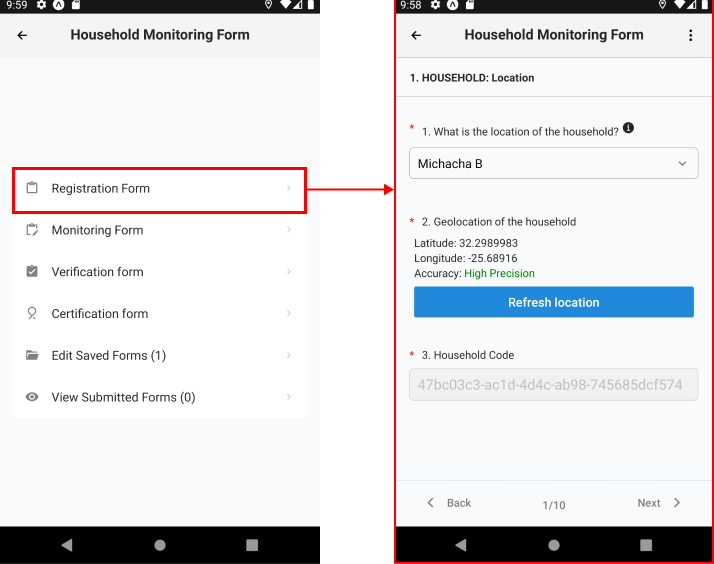 9:59
Household Monitoring Form
Registration Form
Monitoring Form
Verification form
Certification form
Edit Saved Forms (1)
View Submitted Forms (0)
9:58
Household Monitoring Form
1. HOUSEHOLD: Location
* 1. What is the location of the household?
Michacha B
* 2. Geolocation of the household
Latitude: 32.2989983
Longitude: -25.68916
Accuracy: High Precision
Refresh location
* 3. Household Code
47bc03c3-ac1d-4d4c-ab98-745685dcf574
Back 1/10 Next